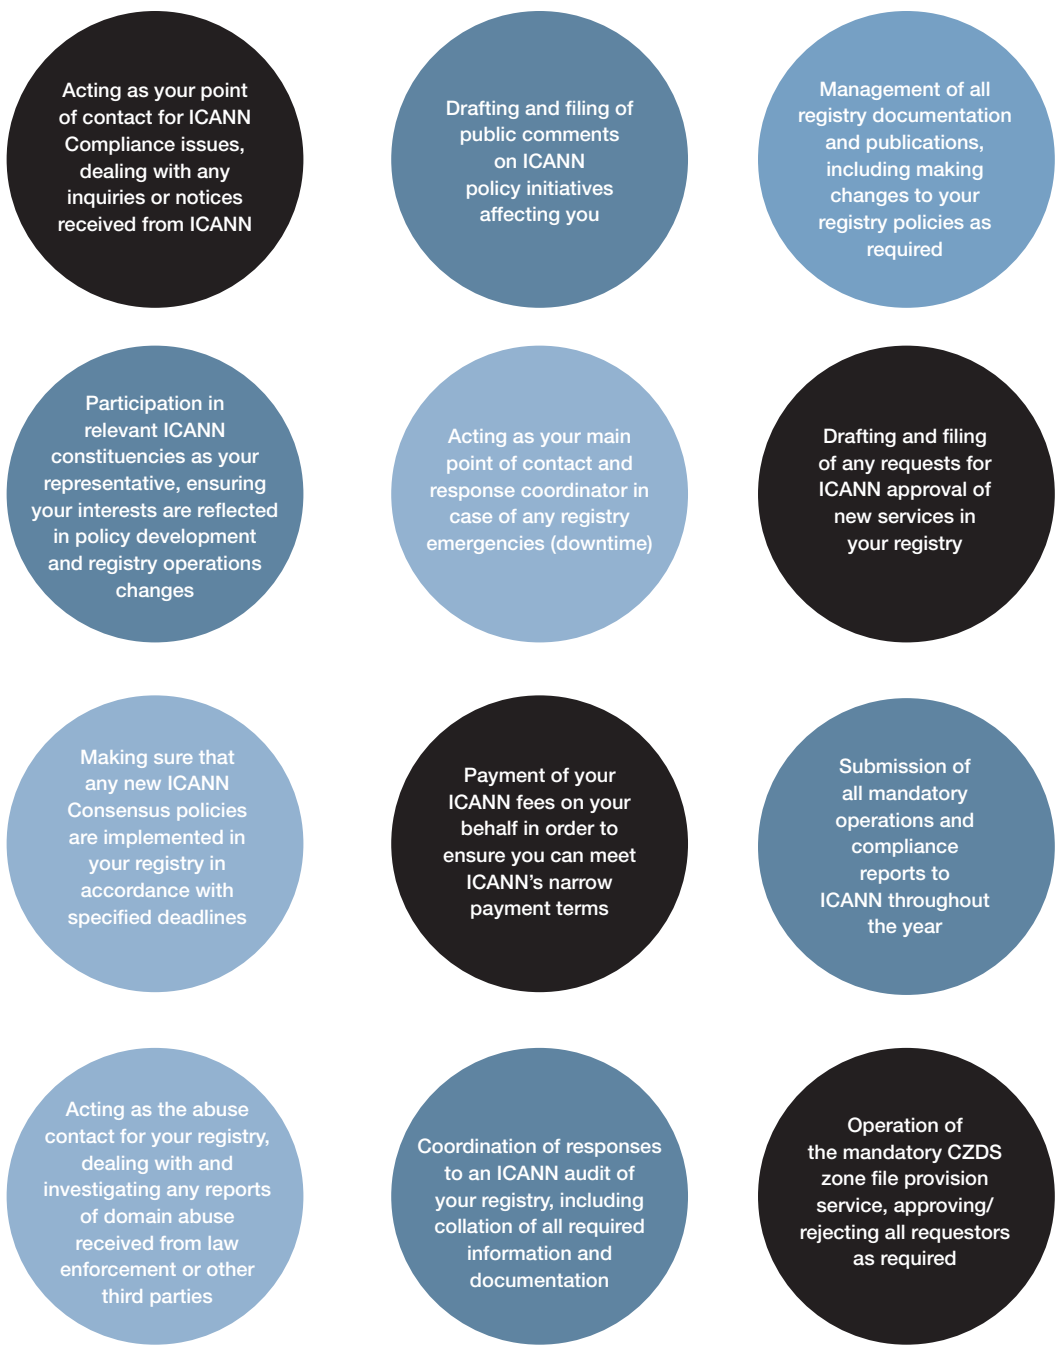 Acting as your point
of contact for ICANN
Compliance issues,
dealing with any
inquiries or notices
received from ICANN
Drafting and filing of
public comments
on ICANN
policy initiatives
affecting you
Management of all
registry documentation
and publications,
including making
changes to your
registry policies as
required
Participation in
relevant ICANN
constituencies as your
representative, ensuring
your interests are reflected
in policy development
and registry operations
changes
Acting as your main
point of contact and
response coordinator in
case of any registry
emergencies (downtime)
Drafting and filing
of any requests for
ICANN approval of
new services in
your registry
Making sure that
any new ICANN
Consensus policies
are implemented in
your registry in
accordance with
specified deadlines
Payment of your
ICANN fees on your
behalf in order to
ensure you can meet
ICANN’s narrow
payment terms
Submission of
all mandatory
operations and
compliance
reports to
ICANN throughout
the year
Acting as the abuse
contact for your registry,
dealing with and
investigating any reports
of domain abuse
received from law
enforcement or other
third parties
Coordination of responses
to an ICANN audit of
your registry, including
collation of all required
information and
documentation
Operation of
the mandatory CZDS
zone file provision
service, approving/
rejecting all requestors
as required